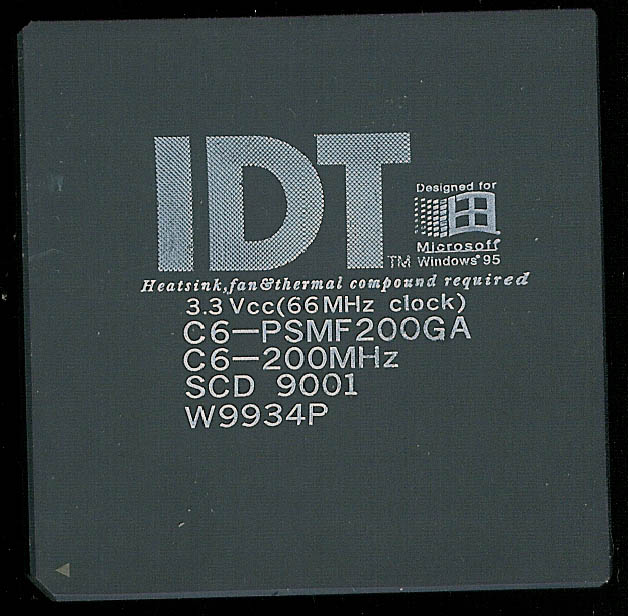 IDT
Designed for
Microsoft
TM Windows 95
Heatsink,fan&thermal compound required
3.3 Vcc(66MHz clock)
C6-PSMF200GA
C6-200MHz
SCD 9001
W9934P